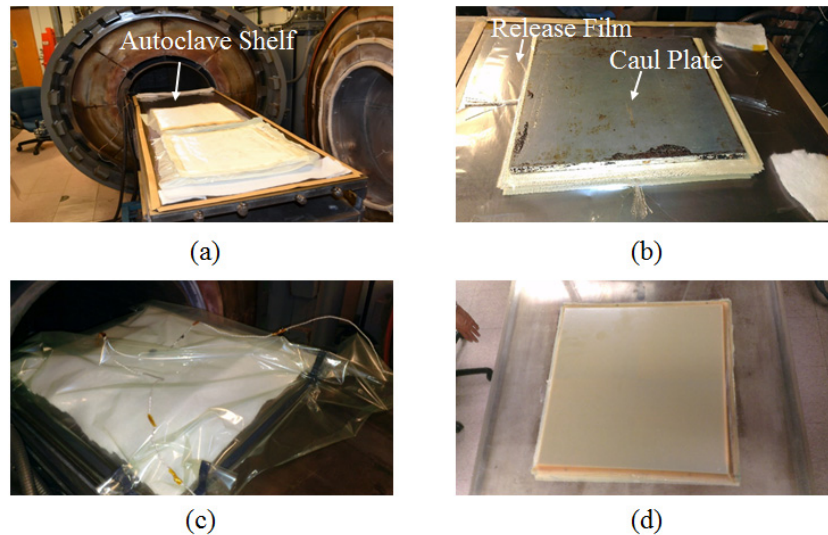 Autoclave Shelf
(a)
Release Film
Caul Plate
(b)
(c)
(d)